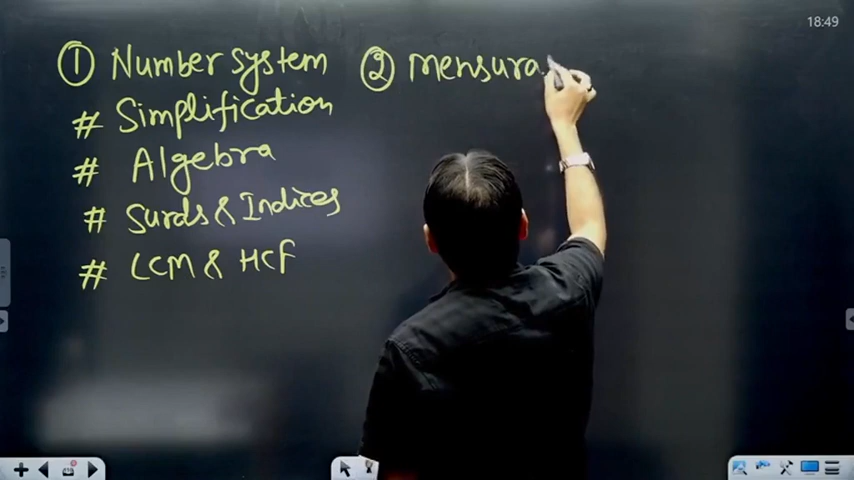 18:49
① Number system
# Simplification
# Algebra
# Surds & Indices
# LCM & HCF
② Mensura